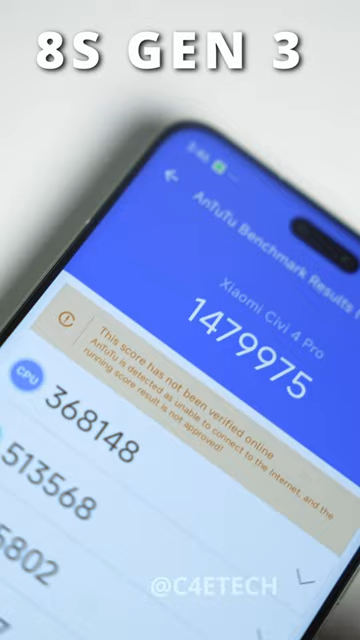 8S GEN 3
3:46
AnTuTu Benchmark Results
Xiaomi Civi 4 Pro
1479975
This score has not been verified online
AnTuTu is detected as unable to connect to the Internet, and the
running score result is not approved!
CPU 368148
513568
5802
@C4ETECH